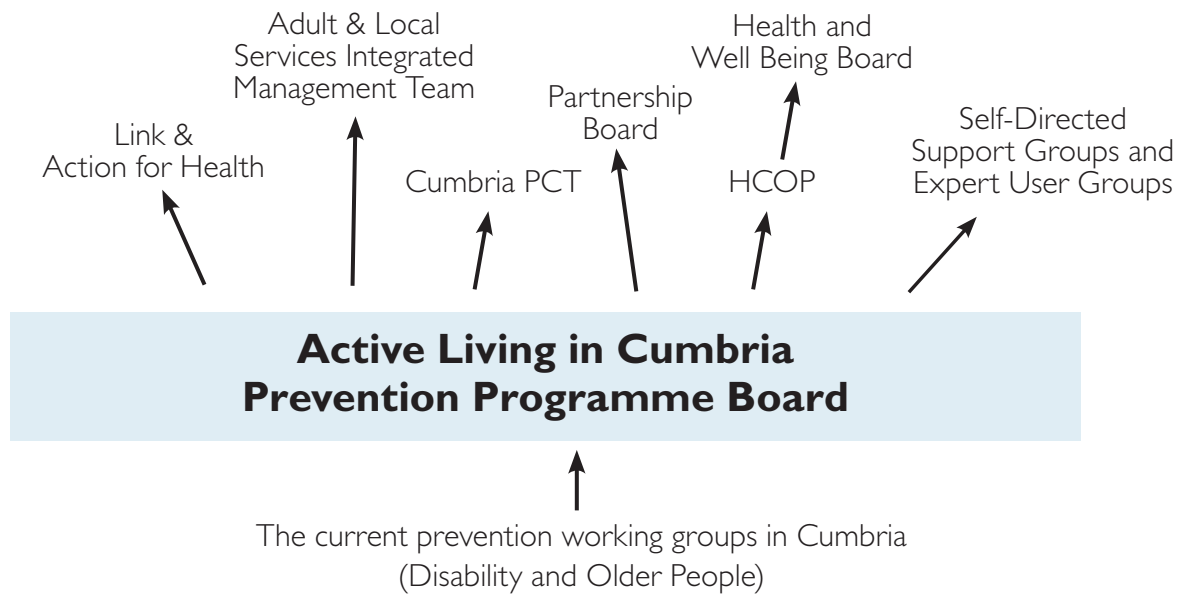 Link &
Action for Health
Adult & Local
Services Integrated
Management Team
Cumbria PCT
Partnership
Board
Health and
Well Being Board
HCOP
Self-Directed
Support Groups and
Expert User Groups
Active Living in Cumbria
Prevention Programme Board
The current prevention working groups in Cumbria
(Disability and Older People)